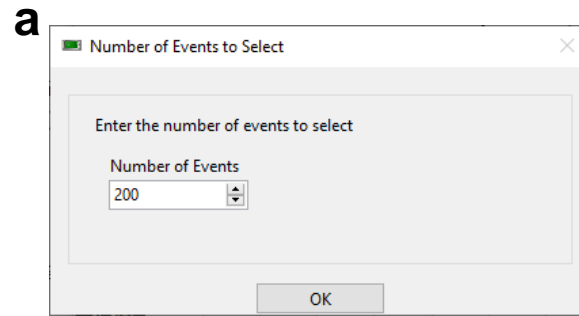 a
Number of Events to Select
Enter the number of events to select
Number of Events
200
OK